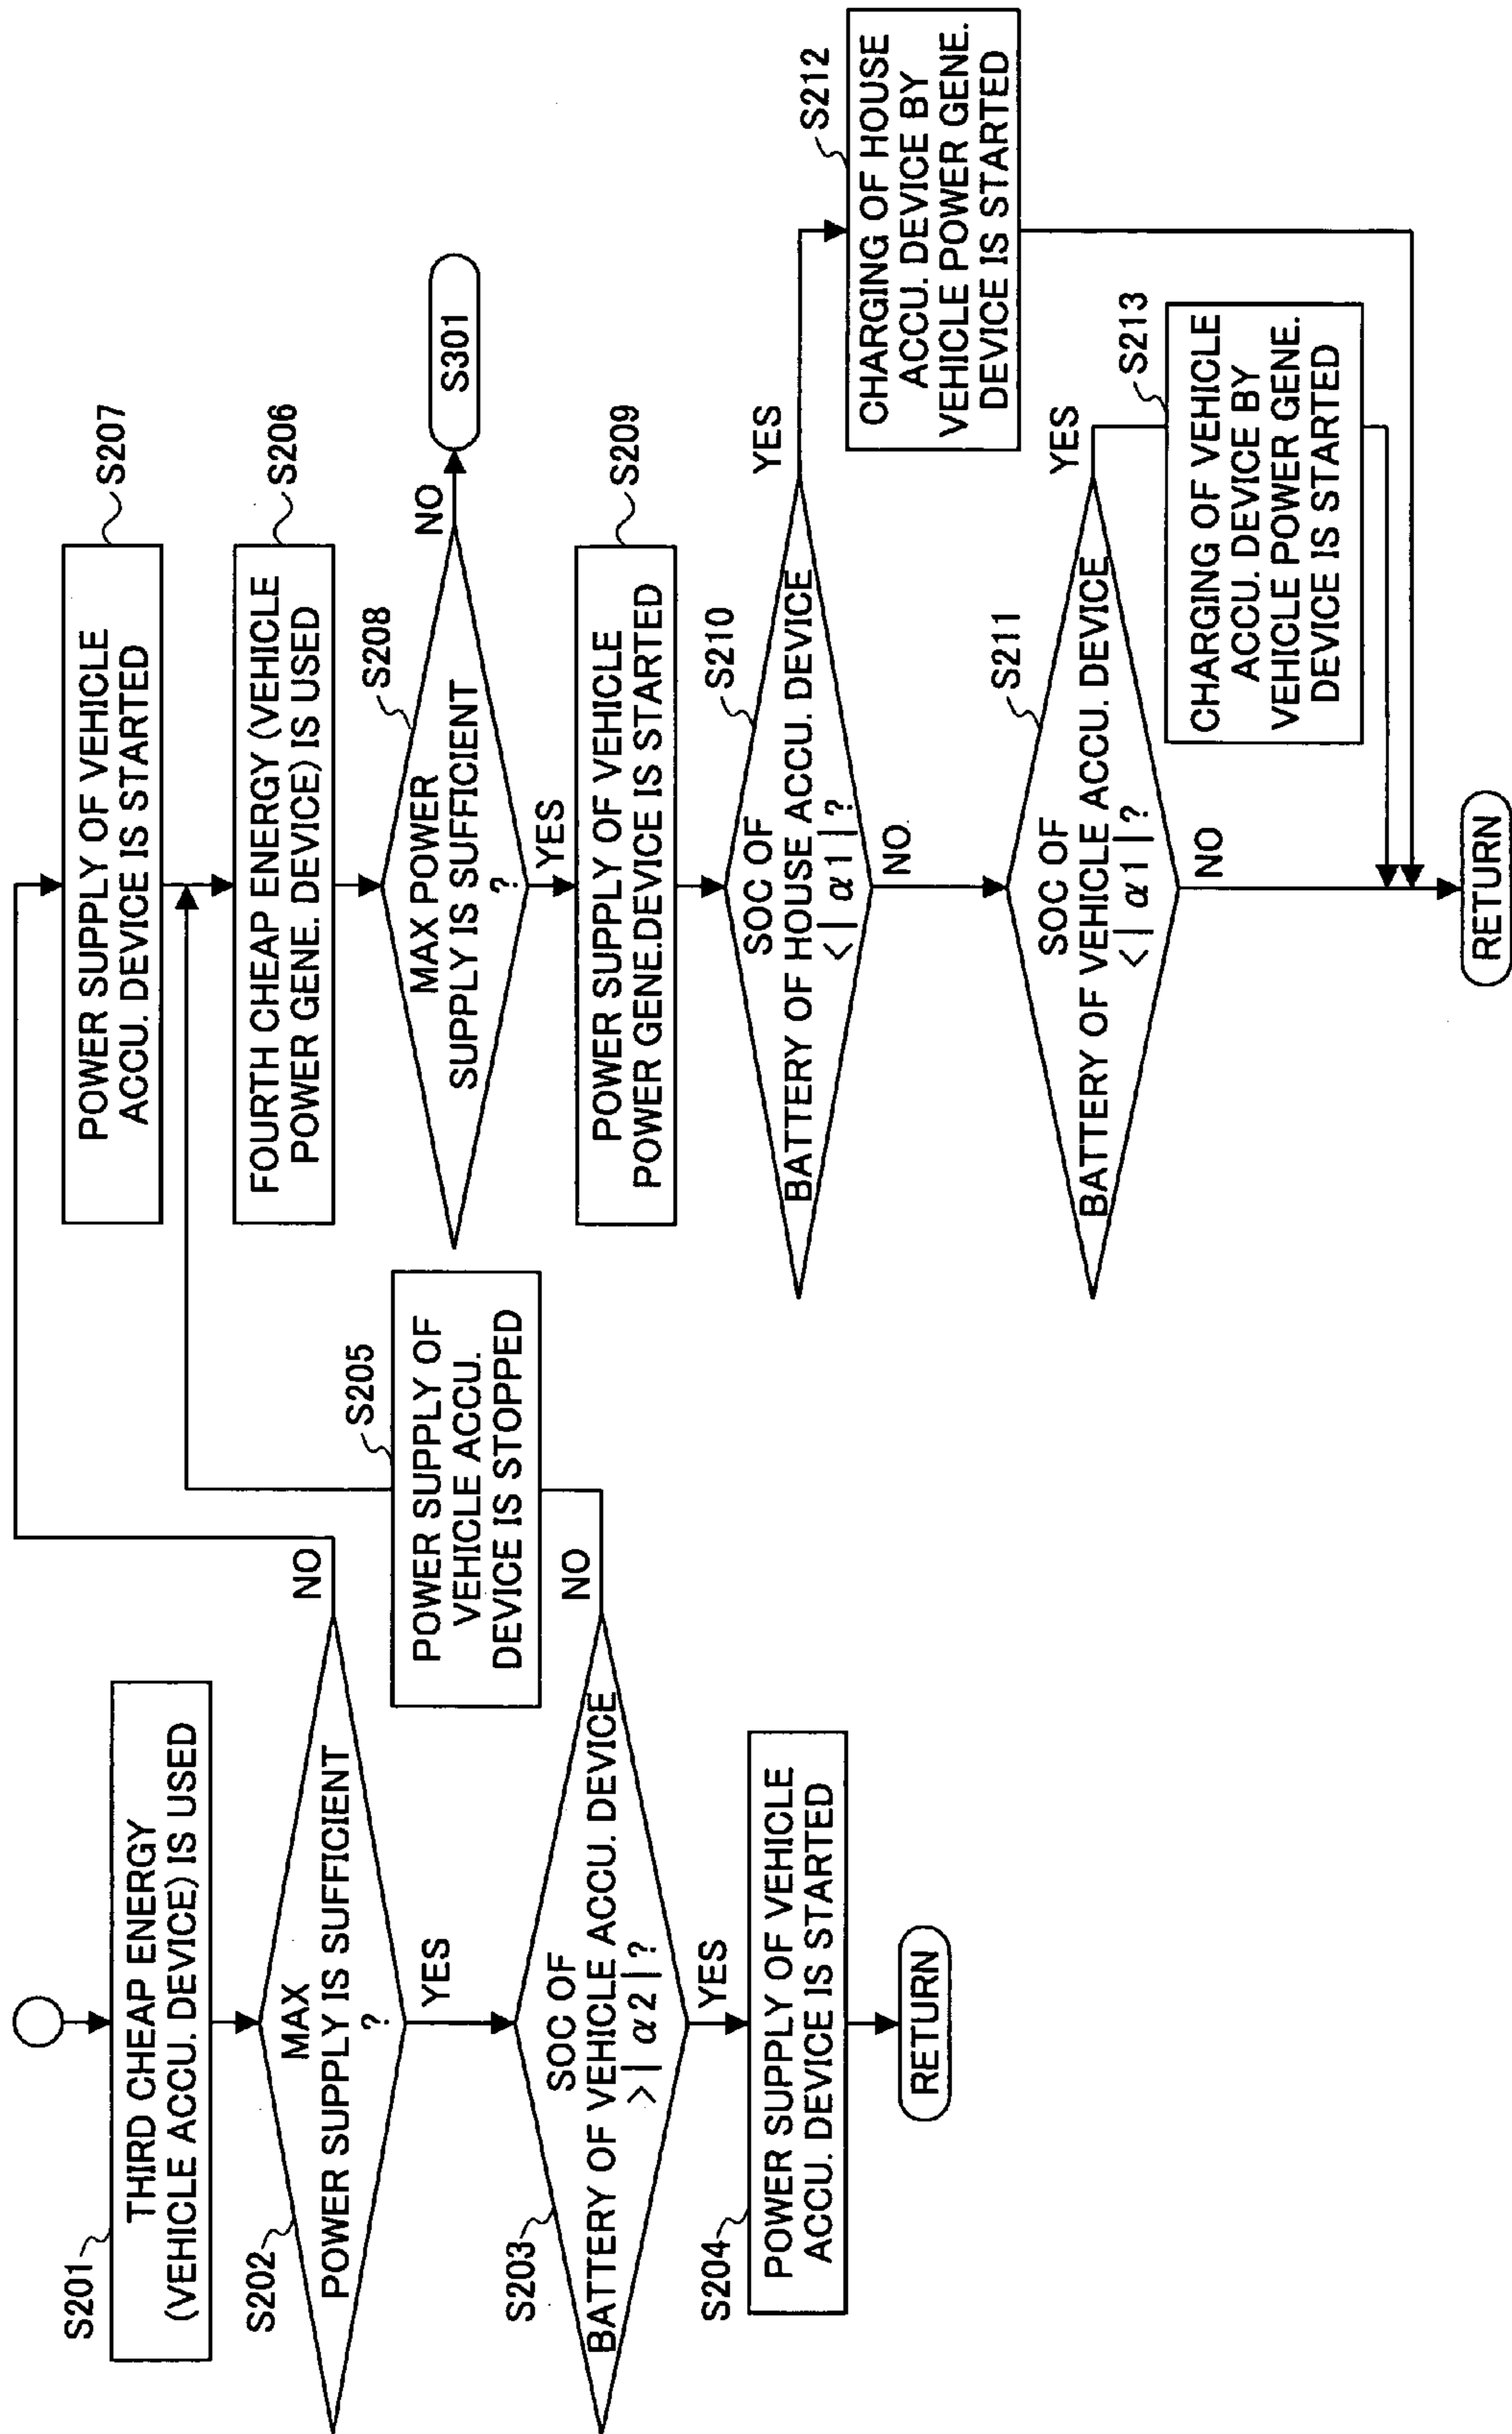 S201
THIRD CHEAP ENERGY
(VEHICLE ACCU. DEVICE) IS USED
S202
MAX
POWER SUPPLY IS SUFFICIENT
?
NO
YES
S203
SOC OF
BATTERY OF VEHICLE ACCU. DEVICE
>|α2|?
NO
YES
S204
POWER SUPPLY OF VEHICLE
ACCU. DEVICE IS STARTED
RETURN
S205
POWER SUPPLY OF
VEHICLE ACCU.
DEVICE IS STOPPED
S207
POWER SUPPLY OF VEHICLE
ACCU. DEVICE IS STARTED
S206
FOURTH CHEAP ENERGY (VEHICLE
POWER GENE. DEVICE) IS USED
S208
MAX POWER
SUPPLY IS SUFFICIENT
?
NO
S301
YES
S209
POWER SUPPLY OF VEHICLE
POWER GENE.DEVICE IS STARTED
S210
SOC OF
BATTERY OF HOUSE ACCU. DEVICE
<|α1|?
YES
NO
S212
CHARGING OF HOUSE
ACCU. DEVICE BY
VEHICLE POWER GENE.
DEVICE IS STARTED
S211
SOC OF
BATTERY OF VEHICLE ACCU. DEVICE
<|α1|?
YES
NO
S213
CHARGING OF VEHICLE
ACCU. DEVICE BY
VEHICLE POWER GENE.
DEVICE IS STARTED
RETURN